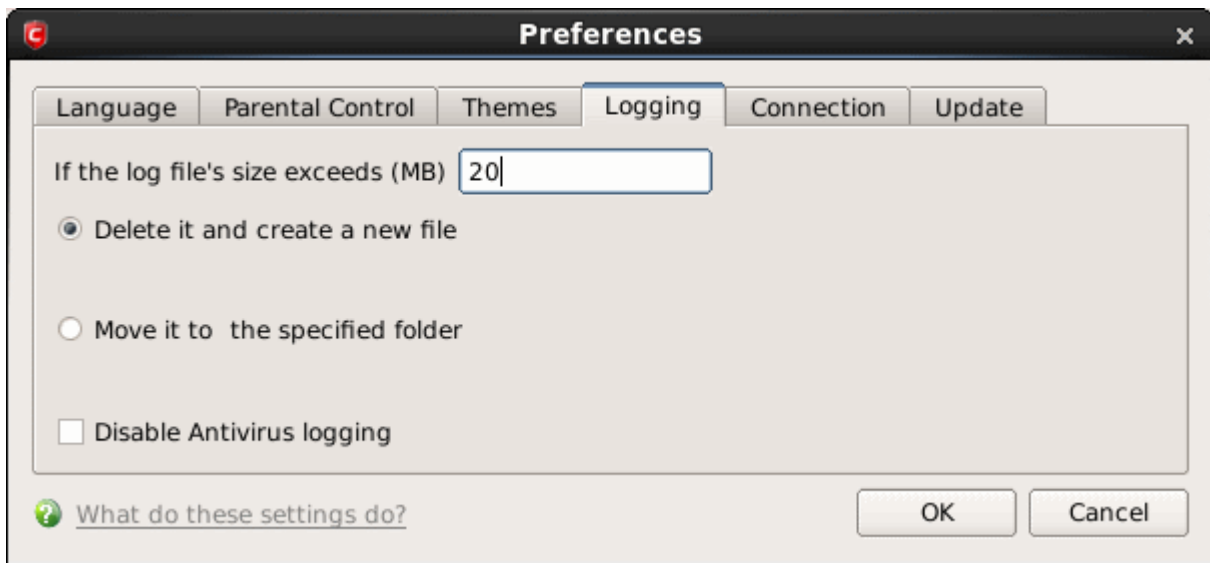 Preferences
Language Parental Control Themes Logging Connection Update
If the log file's size exceeds (MB) 20
Delete it and create a new file
Move it to  the specified folder
Disable Antivirus logging
What do these settings do? OK Cancel